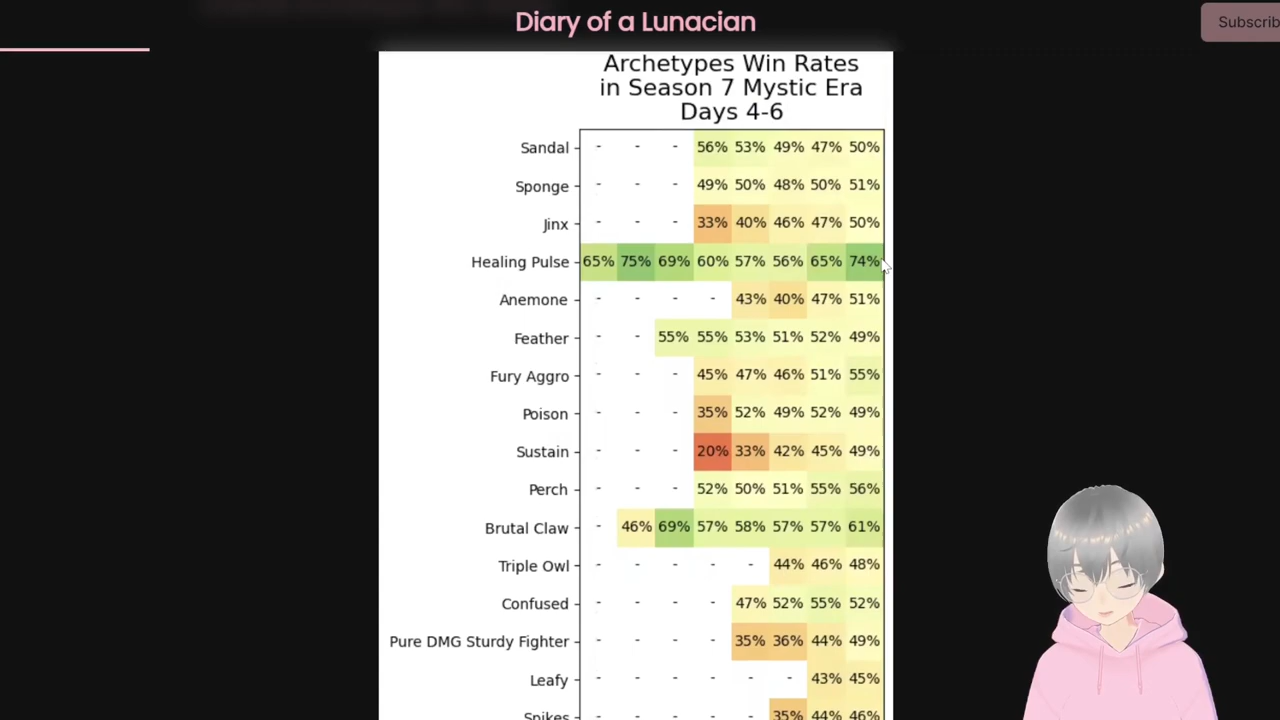 Diary of a Lunacian
Subscrib
Archetypes Win Rates
in Season 7 Mystic Era
Days 4-6
Sandal - - - 56% 53% 49% 47% 50%
Sponge - - - 49% 50% 48% 50% 51%
Jinx - - - 33% 40% 46% 47% 50%
Healing Pulse 65% 75% 69% 60% 57% 56% 65% 74%
Anemone - - - - 43% 40% 47% 51%
Feather - - 55% 55% 53% 51% 52% 49%
Fury Aggro - - - 45% 47% 46% 51% 55%
Poison - - - 35% 52% 49% 52% 49%
Sustain - - - 20% 33% 42% 45% 49%
Perch - - - 52% 50% 51% 55% 56%
Brutal Claw - 46% 69% 57% 58% 57% 57% 61%
Triple Owl - - - - - 44% 46% 48%
Confused - - - - 47% 52% 55% 52%
Pure DMG Sturdy Fighter - - - - 35% 36% 44% 49%
Leafy - - - - - - 43% 45%
Spikes - - - - - 35% 44% 46%